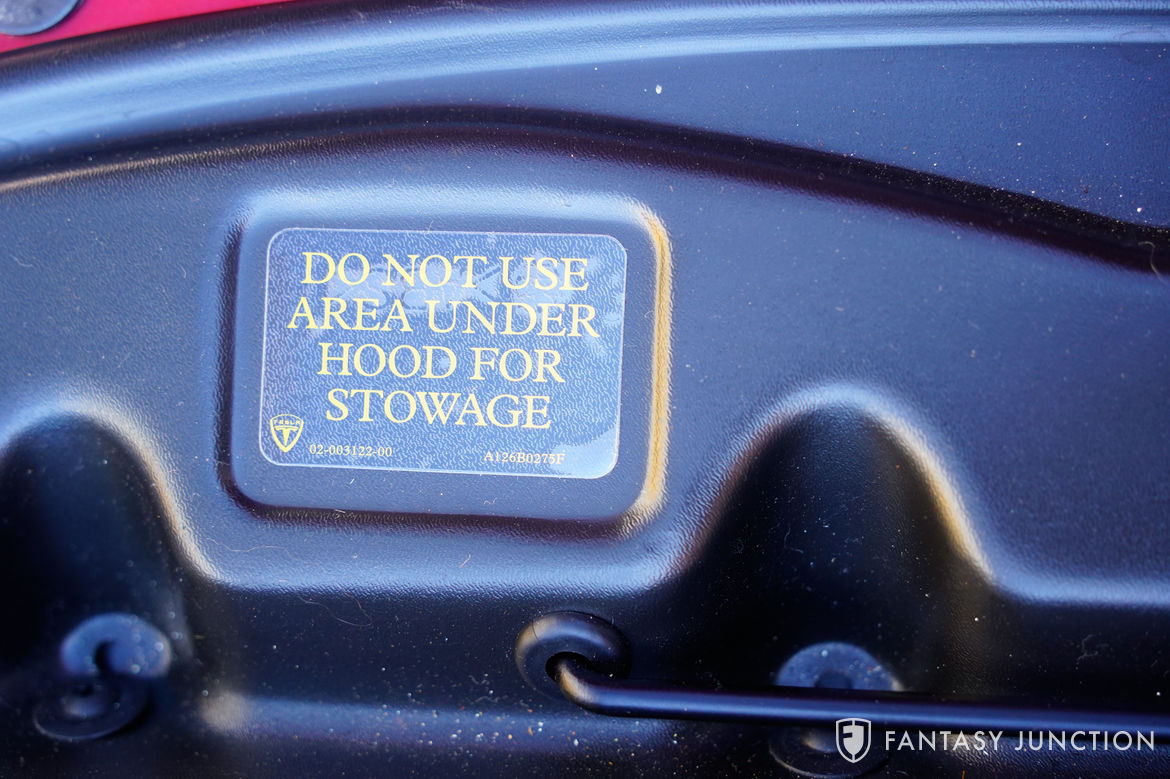 DO NOT USE
AREA UNDER
HOOD FOR
STOWAGE
TESLA
02-003122-00 A126B0275F
FANTASY JUNCTION